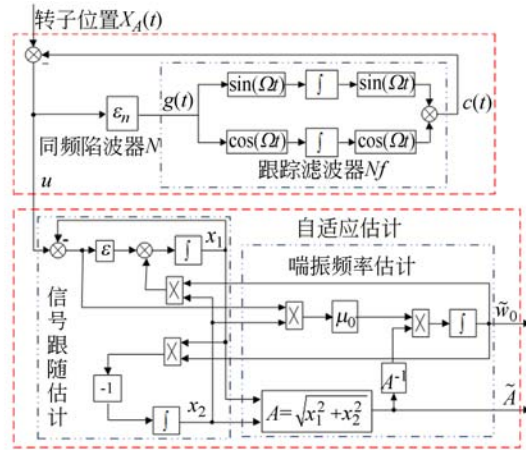 转子位置X_A(t)
-
sin(Ωt) ∫ sin(Ωt)
ε_n g(t) c(t)
cos(Ωt) ∫ cos(Ωt)
同频陷波器N
跟踪滤波器Nf
u
自适应估计
- ε ∫ x_1
喘振频率估计
信号跟随估计
μ_0 ∫ w̃_0
-1
A^{-1}
∫ x_2
A=√(x_1^2+x_2^2)
Ã